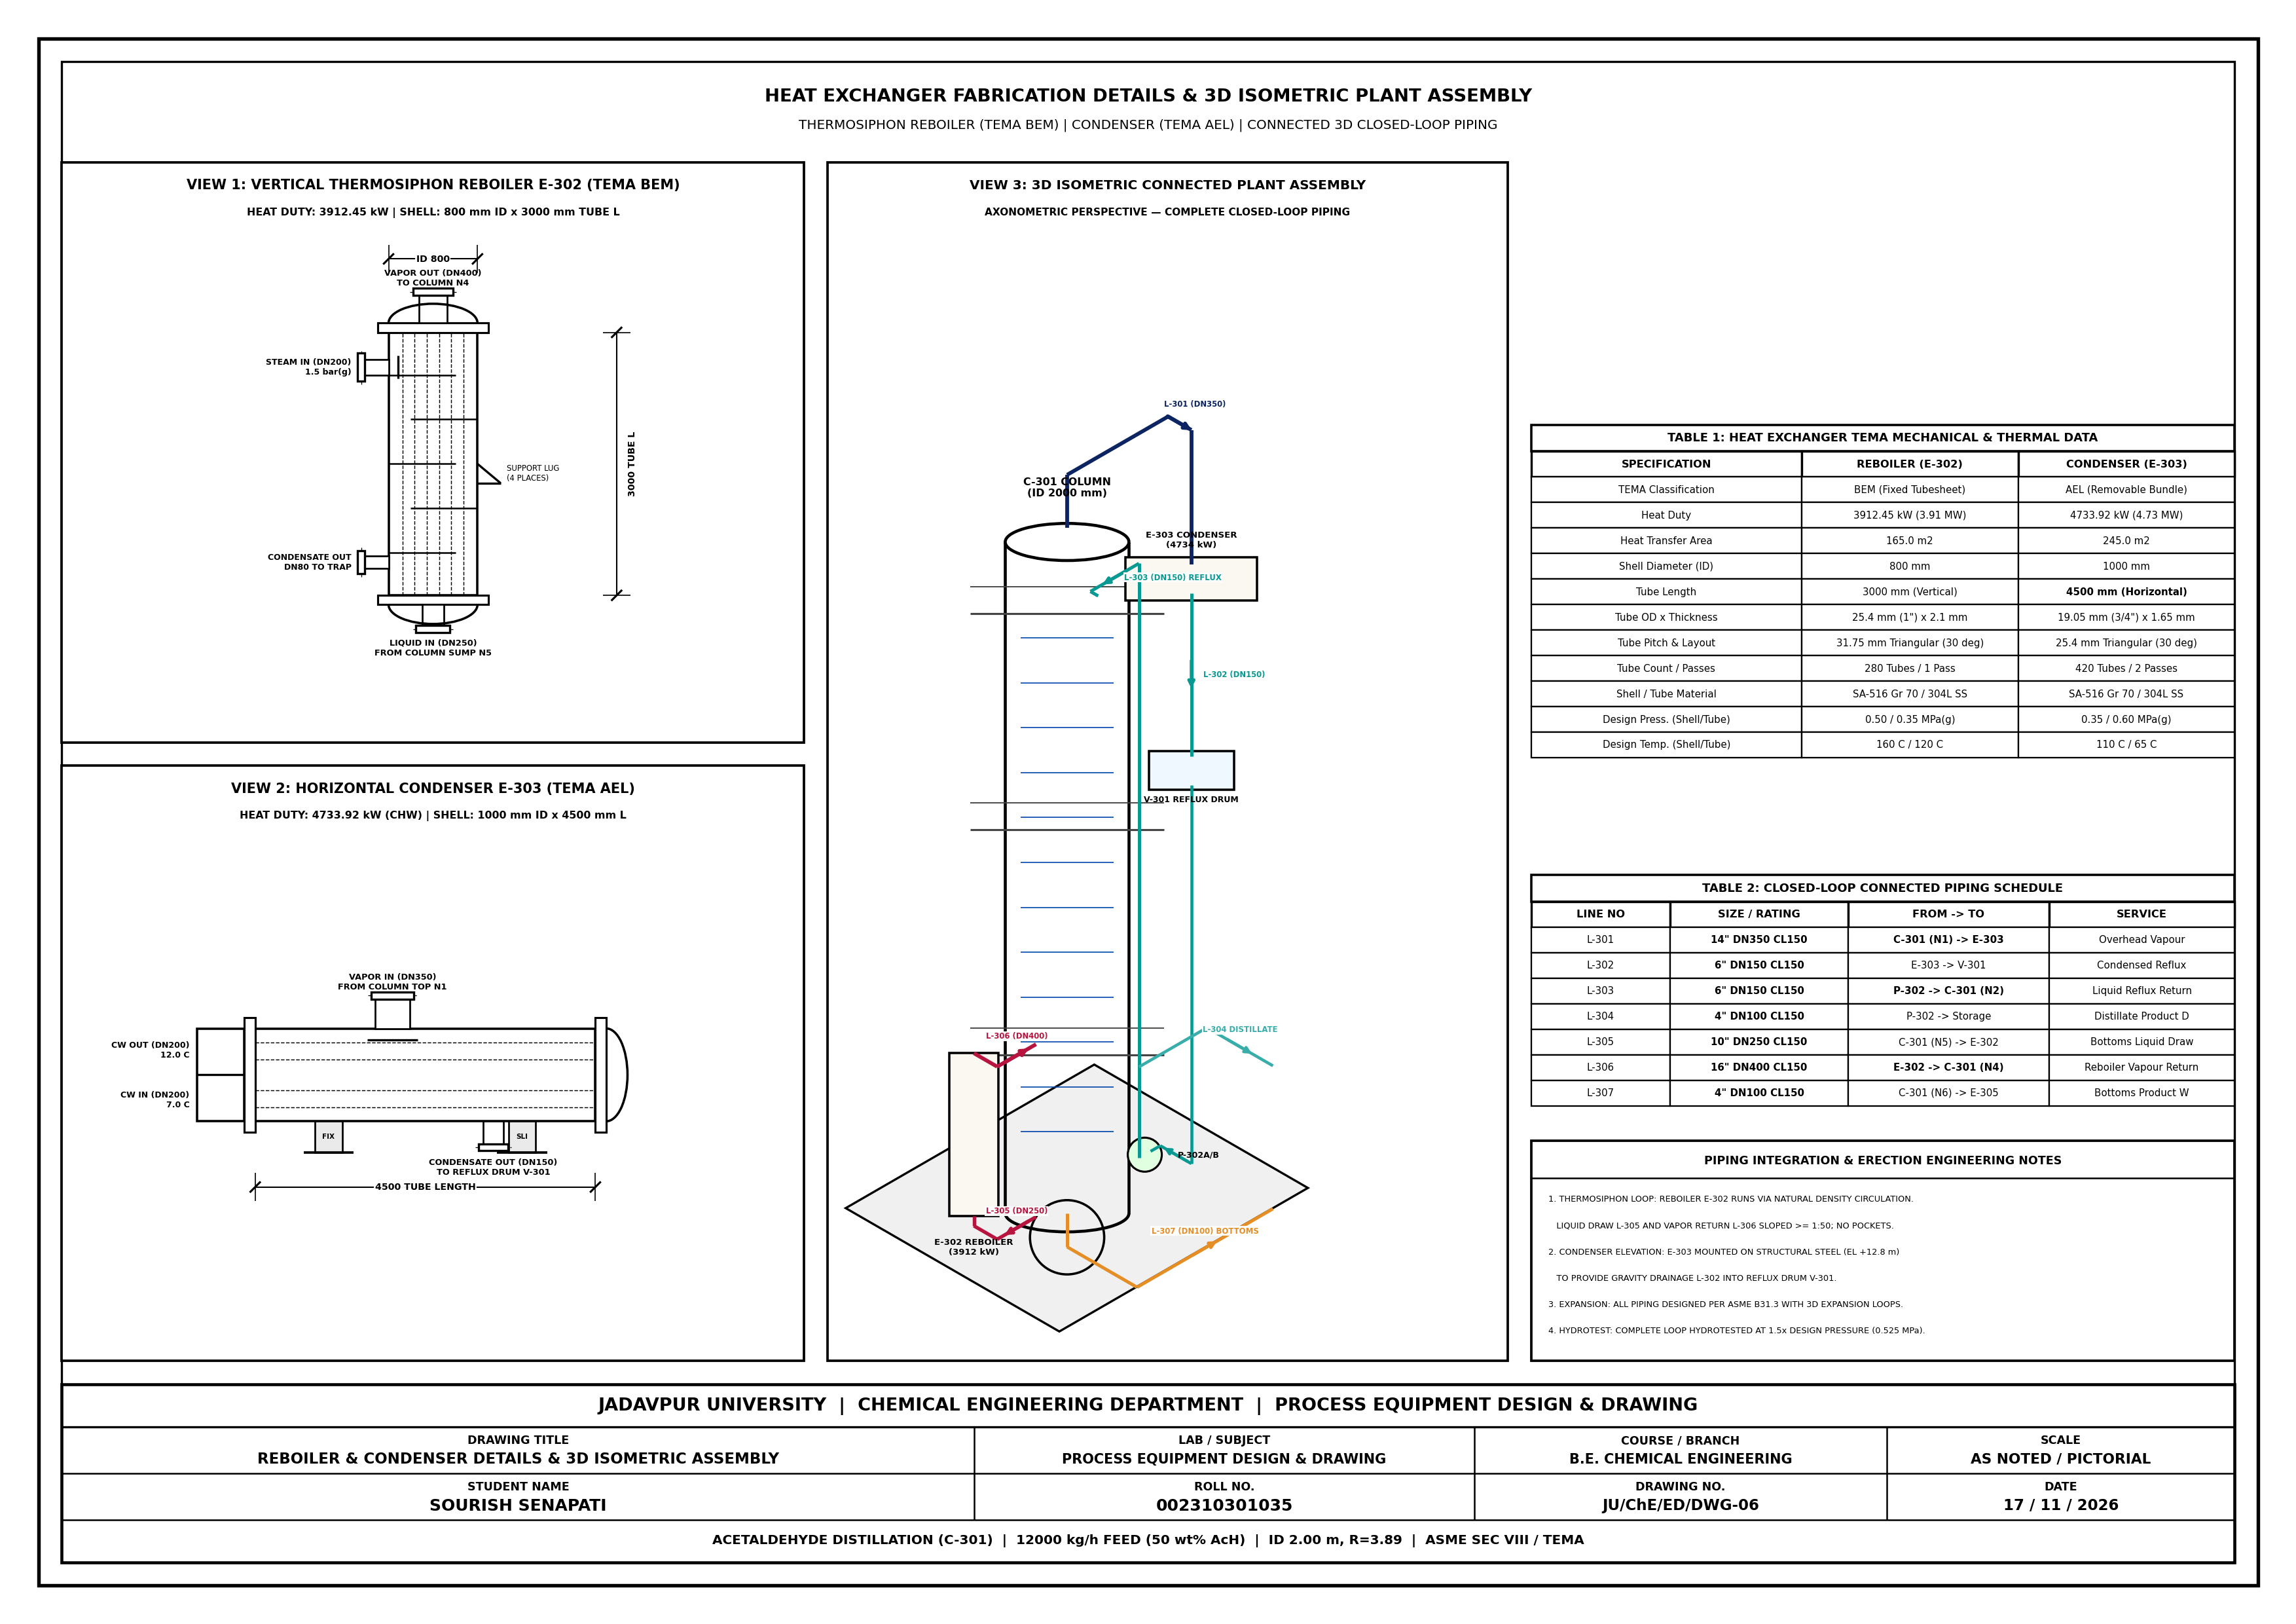 HEAT EXCHANGER FABRICATION DETAILS & 3D ISOMETRIC PLANT ASSEMBLY
THERMOSIPHON REBOILER (TEMA BEM) | CONDENSER (TEMA AEL) | CONNECTED 3D CLOSED-LOOP PIPING
VIEW 1: VERTICAL THERMOSIPHON REBOILER E-302 (TEMA BEM)
HEAT DUTY: 3912.45 kW | SHELL: 800 mm ID x 3000 mm TUBE L
ID 800
VAPOR OUT (DN400)
TO COLUMN N4
STEAM IN (DN200)
1.5 bar(g)
SUPPORT LUG
(4 PLACES)
3000 TUBE L
CONDENSATE OUT
DN80 TO TRAP
LIQUID IN (DN250)
FROM COLUMN SUMP N5
VIEW 2: HORIZONTAL CONDENSER E-303 (TEMA AEL)
HEAT DUTY: 4733.92 kW (CHW) | SHELL: 1000 mm ID x 4500 mm L
VAPOR IN (DN350)
FROM COLUMN TOP N1
CW OUT (DN200)
12.0 C
CW IN (DN200)
7.0 C
FIX
SLI
CONDENSATE OUT (DN150)
TO REFLUX DRUM V-301
4500 TUBE LENGTH
VIEW 3: 3D ISOMETRIC CONNECTED PLANT ASSEMBLY
AXONOMETRIC PERSPECTIVE — COMPLETE CLOSED-LOOP PIPING
L-301 (DN350)
C-301 COLUMN
(ID 2000 mm)
E-303 CONDENSER
(4734 kW)
L-303 (DN150) REFLUX
L-302 (DN150)
V-301 REFLUX DRUM
L-306 (DN400)
L-304 DISTILLATE
P-302A/B
L-305 (DN250)
L-307 (DN100) BOTTOMS
E-302 REBOILER
(3912 kW)
TABLE 1: HEAT EXCHANGER TEMA MECHANICAL & THERMAL DATA
SPECIFICATION REBOILER (E-302) CONDENSER (E-303)
TEMA Classification BEM (Fixed Tubesheet) AEL (Removable Bundle)
Heat Duty 3912.45 kW (3.91 MW) 4733.92 kW (4.73 MW)
Heat Transfer Area 165.0 m2 245.0 m2
Shell Diameter (ID) 800 mm 1000 mm
Tube Length 3000 mm (Vertical) 4500 mm (Horizontal)
Tube OD x Thickness 25.4 mm (1") x 2.1 mm 19.05 mm (3/4") x 1.65 mm
Tube Pitch & Layout 31.75 mm Triangular (30 deg) 25.4 mm Triangular (30 deg)
Tube Count / Passes 280 Tubes / 1 Pass 420 Tubes / 2 Passes
Shell / Tube Material SA-516 Gr 70 / 304L SS SA-516 Gr 70 / 304L SS
Design Press. (Shell/Tube) 0.50 / 0.35 MPa(g) 0.35 / 0.60 MPa(g)
Design Temp. (Shell/Tube) 160 C / 120 C 110 C / 65 C
TABLE 2: CLOSED-LOOP CONNECTED PIPING SCHEDULE
LINE NO SIZE / RATING FROM -> TO SERVICE
L-301 14" DN350 CL150 C-301 (N1) -> E-303 Overhead Vapour
L-302 6" DN150 CL150 E-303 -> V-301 Condensed Reflux
L-303 6" DN150 CL150 P-302 -> C-301 (N2) Liquid Reflux Return
L-304 4" DN100 CL150 P-302 -> Storage Distillate Product D
L-305 10" DN250 CL150 C-301 (N5) -> E-302 Bottoms Liquid Draw
L-306 16" DN400 CL150 E-302 -> C-301 (N4) Reboiler Vapour Return
L-307 4" DN100 CL150 C-301 (N6) -> E-305 Bottoms Product W
PIPING INTEGRATION & ERECTION ENGINEERING NOTES
1. THERMOSIPHON LOOP: REBOILER E-302 RUNS VIA NATURAL DENSITY CIRCULATION.
LIQUID DRAW L-305 AND VAPOR RETURN L-306 SLOPED >= 1:50; NO POCKETS.
2. CONDENSER ELEVATION: E-303 MOUNTED ON STRUCTURAL STEEL (EL +12.8 m)
TO PROVIDE GRAVITY DRAINAGE L-302 INTO REFLUX DRUM V-301.
3. EXPANSION: ALL PIPING DESIGNED PER ASME B31.3 WITH 3D EXPANSION LOOPS.
4. HYDROTEST: COMPLETE LOOP HYDROTESTED AT 1.5x DESIGN PRESSURE (0.525 MPa).
JADAVPUR UNIVERSITY | CHEMICAL ENGINEERING DEPARTMENT | PROCESS EQUIPMENT DESIGN & DRAWING
DRAWING TITLE LAB / SUBJECT COURSE / BRANCH SCALE
REBOILER & CONDENSER DETAILS & 3D ISOMETRIC ASSEMBLY PROCESS EQUIPMENT DESIGN & DRAWING B.E. CHEMICAL ENGINEERING AS NOTED / PICTORIAL
STUDENT NAME ROLL NO. DRAWING NO. DATE
SOURISH SENAPATI 002310301035 JU/ChE/ED/DWG-06 17 / 11 / 2026
ACETALDEHYDE DISTILLATION (C-301) | 12000 kg/h FEED (50 wt% AcH) | ID 2.00 m, R=3.89 | ASME SEC VIII / TEMA